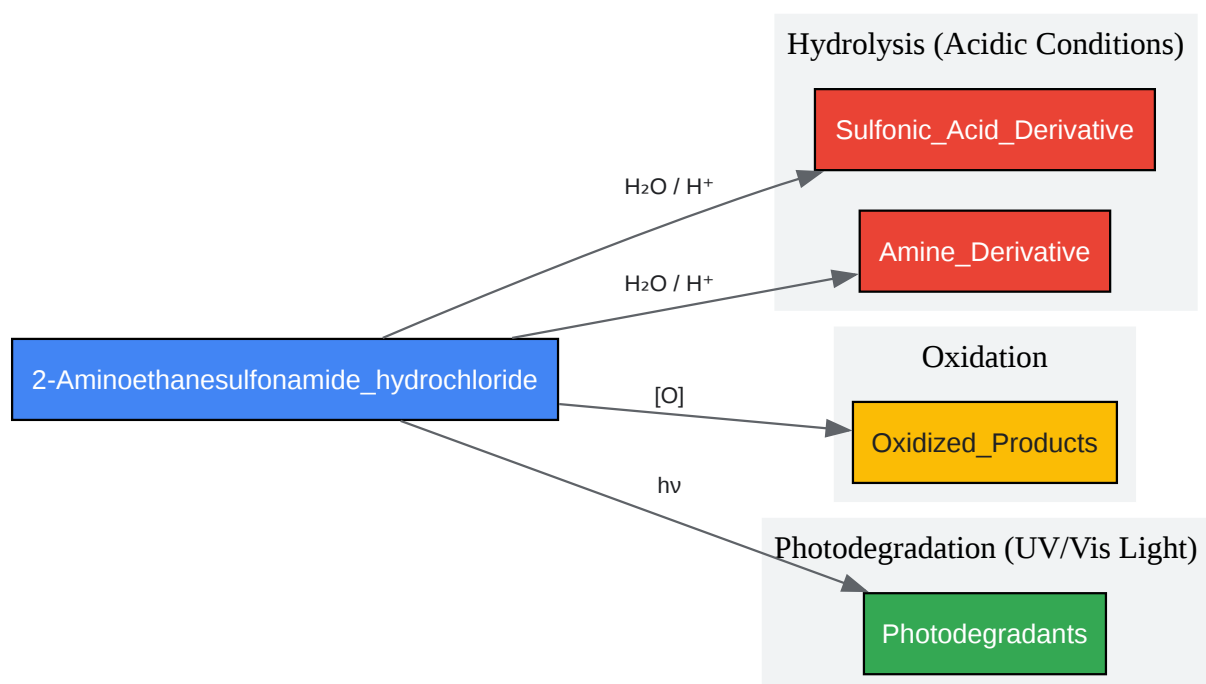 Hydrolysis (Acidic Conditions)
Sulfonic_Acid_Derivative
H₂O / H⁺
Amine_Derivative
H₂O / H⁺
2-Aminoethanesulfonamide_hydrochloride
Oxidation
[O]
Oxidized_Products
hν
Photodegradation (UV/Vis Light)
Photodegradants